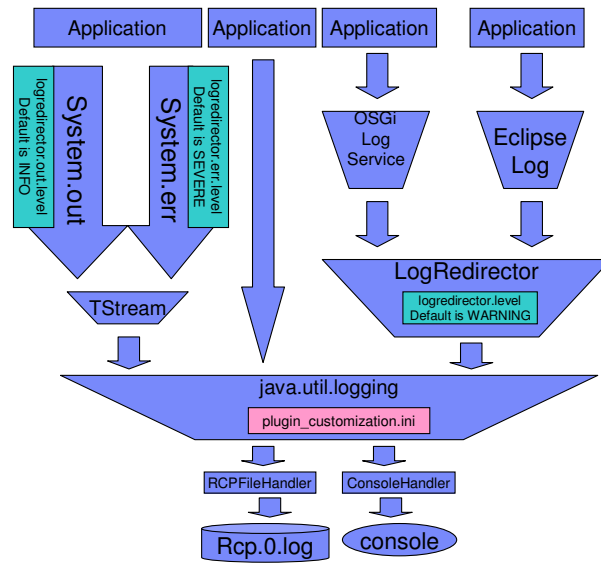 Application
Application
Application
Application
logredirector.out.level
Default is INFO
System.out
System.err
logredirector.err.level
Default is SEVERE
OSGi
Log
Service
Eclipse
Log
TStream
LogRedirector
logredirector.level
Default is WARNING
java.util.logging
plugin_customization.ini
RCPFileHandler
ConsoleHandler
Rcp.0.log
console